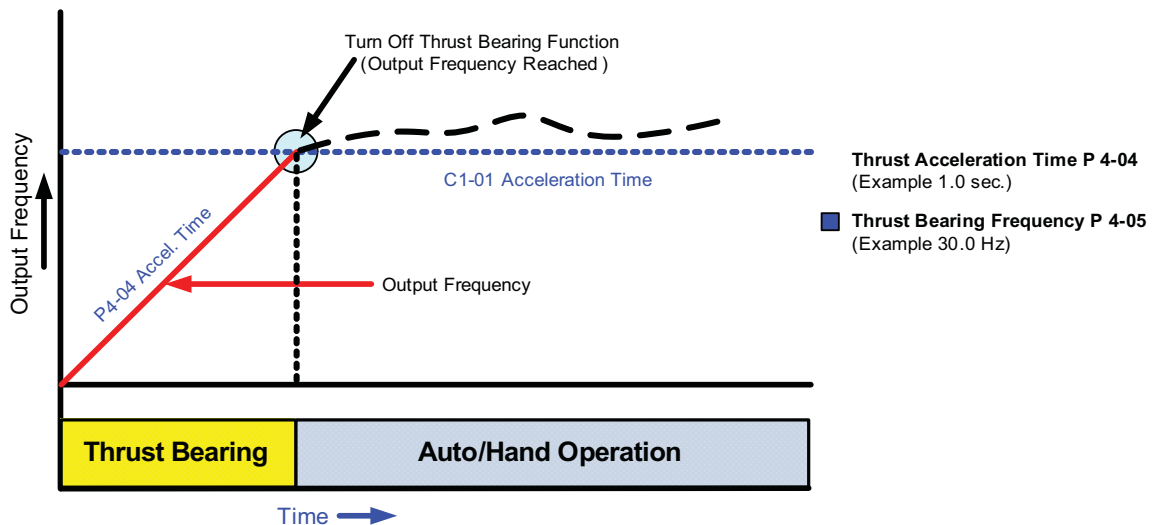 Turn Off Thrust Bearing Function
(Output Frequency Reached )
Output Frequency
P4-04 Accel. Time
C1-01 Acceleration Time
Output Frequency
Thrust Acceleration Time P 4-04
(Example 1.0 sec.)
Thrust Bearing Frequency P 4-05
(Example 30.0 Hz)
Thrust Bearing
Auto/Hand Operation
Time